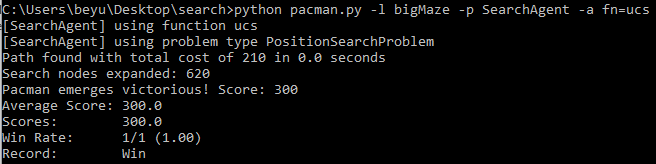 C:\Users\beyu\Desktop\search>python pacman.py -l bigMaze -p SearchAgent -a fn=ucs
[SearchAgent] using function ucs
[SearchAgent] using problem type PositionSearchProblem
Path found with total cost of 210 in 0.0 seconds
Search nodes expanded: 620
Pacman emerges victorious! Score: 300
Average Score: 300.0
Scores:        300.0
Win Rate:      1/1 (1.00)
Record:        Win